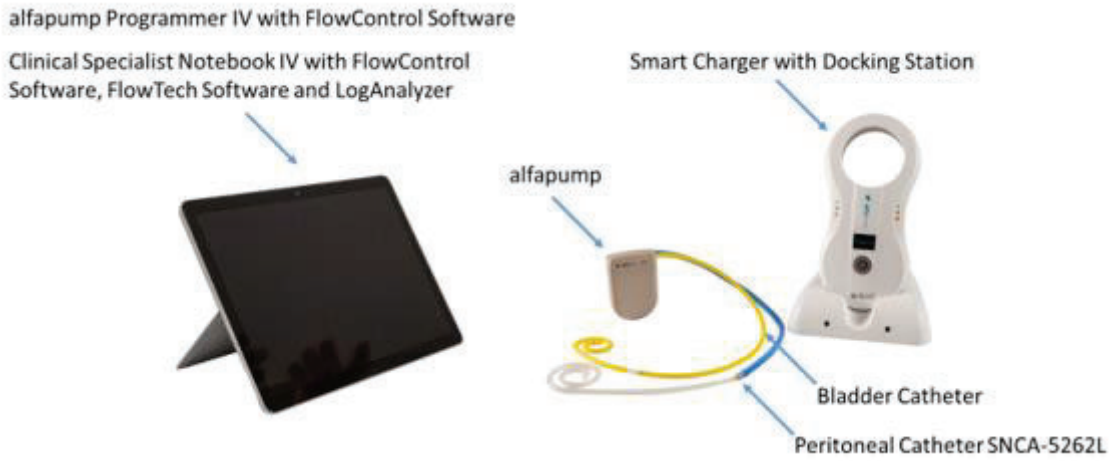 alfapump Programmer IV with FlowControl Software
Clinical Specialist Notebook IV with FlowControl
Software, FlowTech Software and LogAnalyzer
Smart Charger with Docking Station
alfapump
Bladder Catheter
Peritoneal Catheter SNCA-5262L